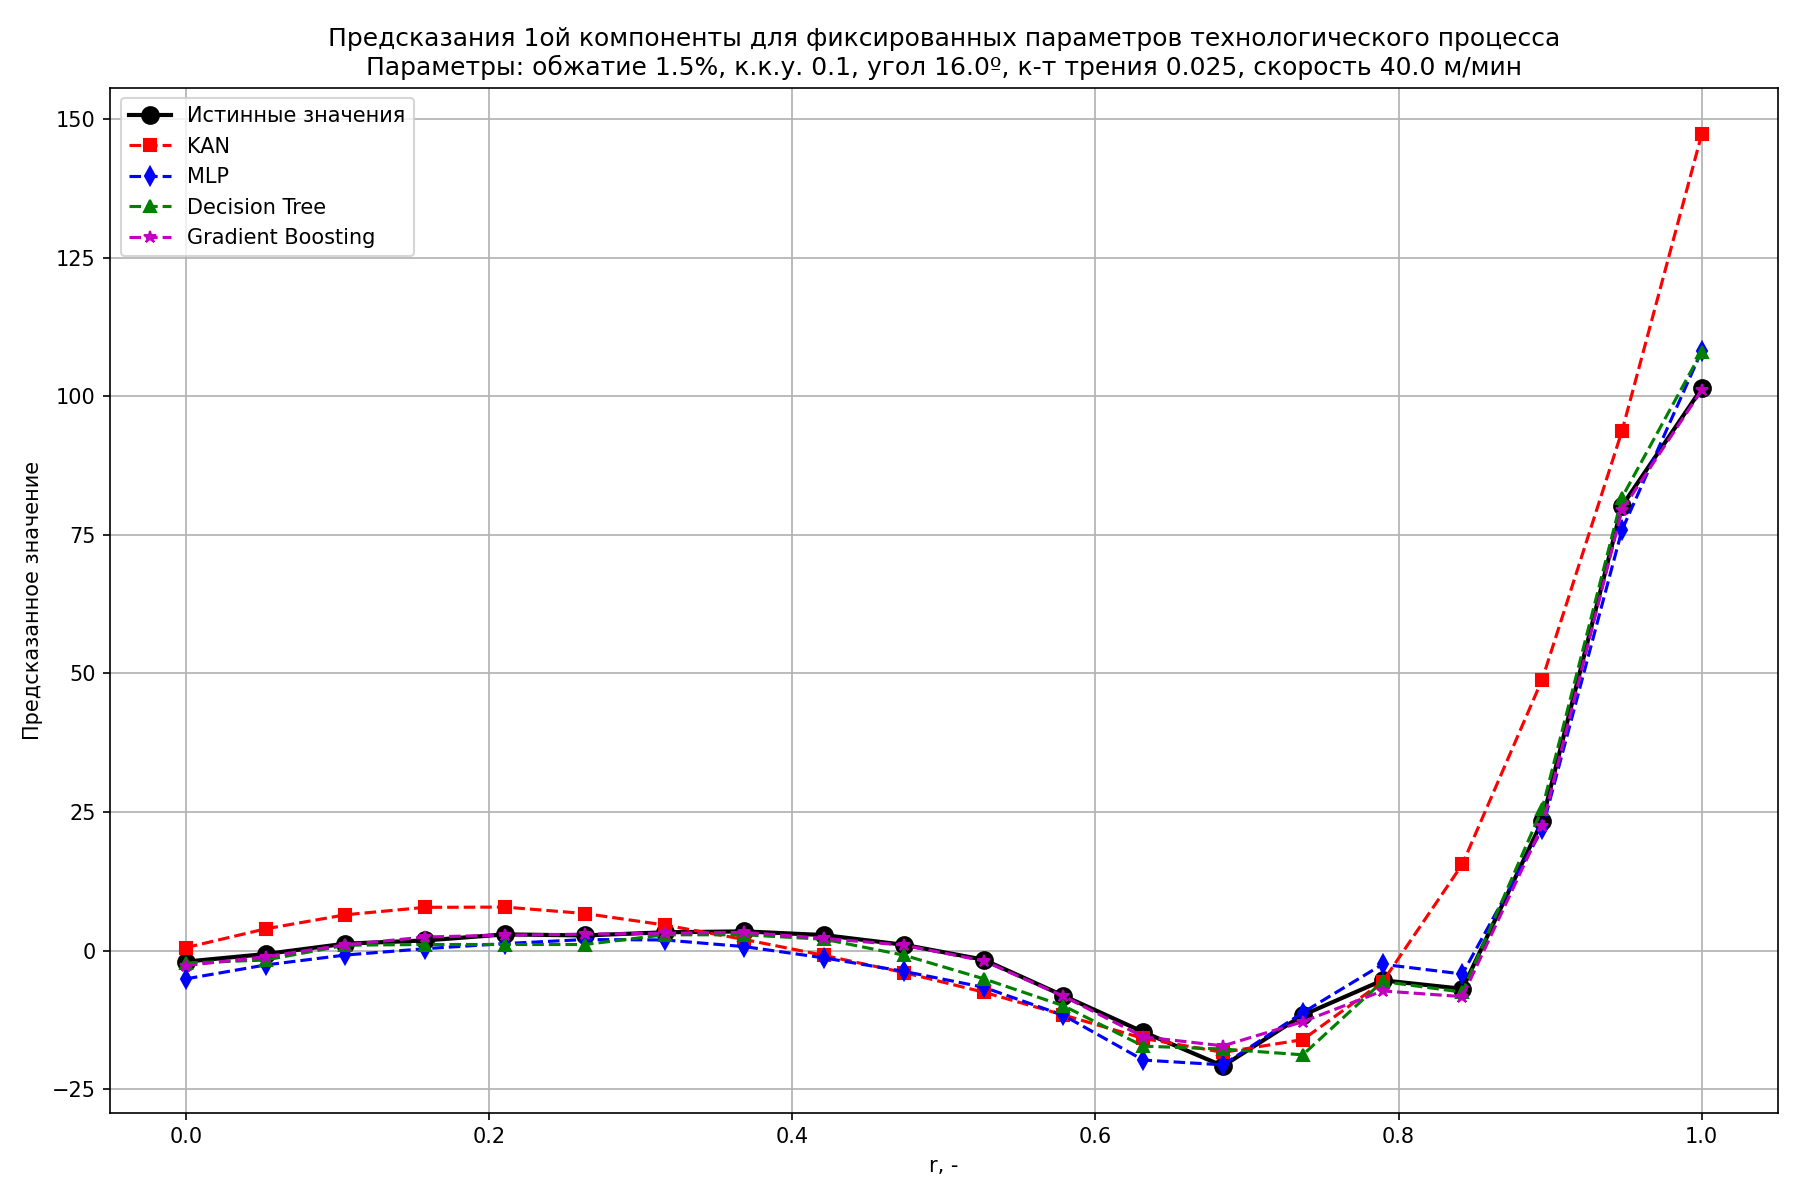 Предсказания 1ой компоненты для фиксированных параметров технологического процесса
Параметры: обжатие 1.5%, к.к.у. 0.1, угол 16.0º, к-т трения 0.025, скорость 40.0 м/мин
Истинные значения
KAN
MLP
Decision Tree
Gradient Boosting
Предсказанное значение
150
125
100
75
50
25
0
−25
0.0
0.2
0.4
0.6
0.8
1.0
r, -